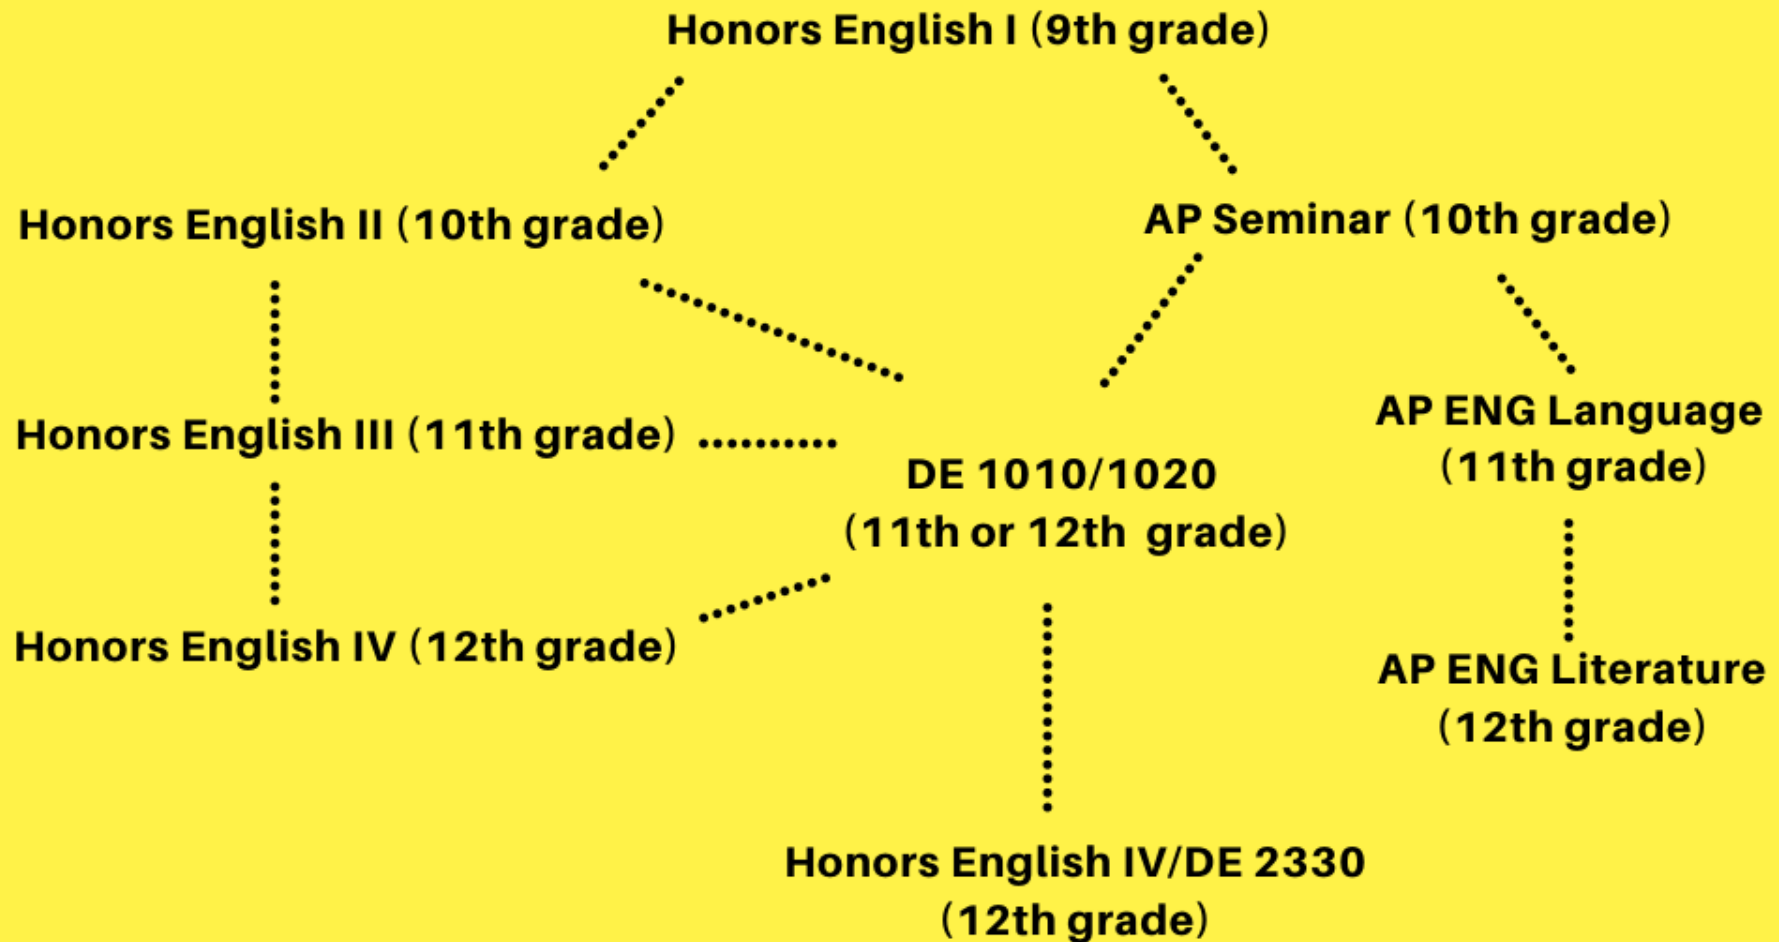 Honors English I (9th grade)
Honors English II (10th grade)
AP Seminar (10th grade)
Honors English III (11th grade)
DE 1010/1020
(11th or 12th  grade)
AP ENG Language
(11th grade)
Honors English IV (12th grade)
AP ENG Literature
(12th grade)
Honors English IV/DE 2330
(12th grade)